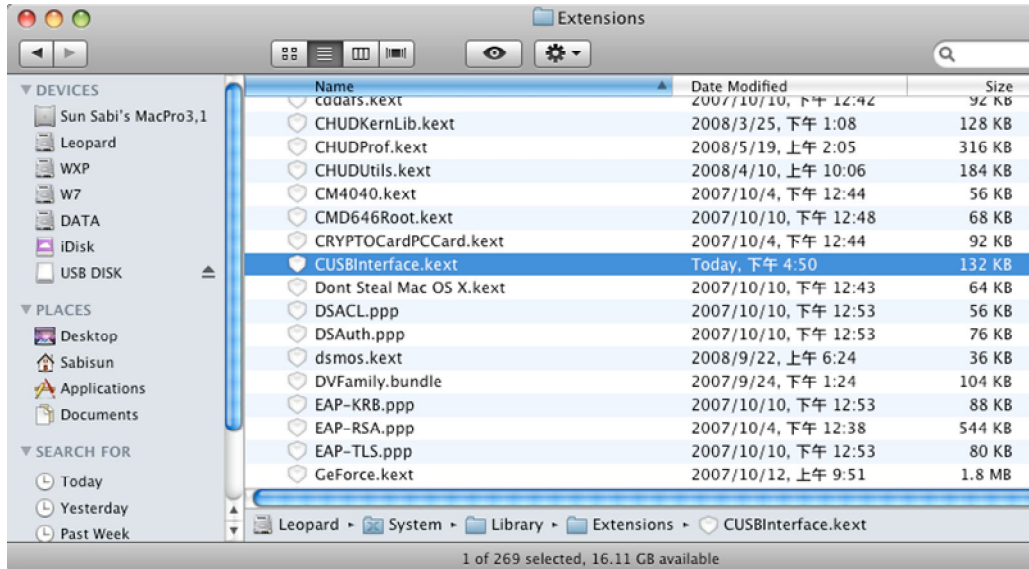 Extensions
DEVICES
Sun Sabi's MacPro3,1
Leopard
WXP
W7
DATA
iDisk
USB DISK
PLACES
Desktop
Sabisun
Applications
Documents
SEARCH FOR
Today
Yesterday
Past Week
Name Date Modified Size
cddafs.kext 2007/10/10, 下午 12:42 92 KB
CHUDKernLib.kext 2008/3/25, 下午 1:08 128 KB
CHUDProf.kext 2008/5/19, 上午 2:05 316 KB
CHUDUtils.kext 2008/4/10, 上午 10:06 184 KB
CM4040.kext 2007/10/4, 下午 12:44 56 KB
CMD646Root.kext 2007/10/10, 下午 12:48 68 KB
CRYPTOCardPCCard.kext 2007/10/4, 下午 12:44 92 KB
CUSBInterface.kext Today, 下午 4:50 132 KB
Dont Steal Mac OS X.kext 2007/10/10, 下午 12:43 64 KB
DSACL.ppp 2007/10/10, 下午 12:53 56 KB
DSAuth.ppp 2007/10/10, 下午 12:53 76 KB
dsmos.kext 2008/9/22, 上午 6:24 36 KB
DVFamily.bundle 2007/9/24, 下午 1:24 104 KB
EAP-KRB.ppp 2007/10/10, 下午 12:53 88 KB
EAP-RSA.ppp 2007/10/4, 下午 12:38 544 KB
EAP-TLS.ppp 2007/10/10, 下午 12:53 80 KB
GeForce.kext 2007/10/12, 上午 9:51 1.8 MB
Leopard ▸ System ▸ Library ▸ Extensions ▸ CUSBInterface.kext
1 of 269 selected, 16.11 GB available